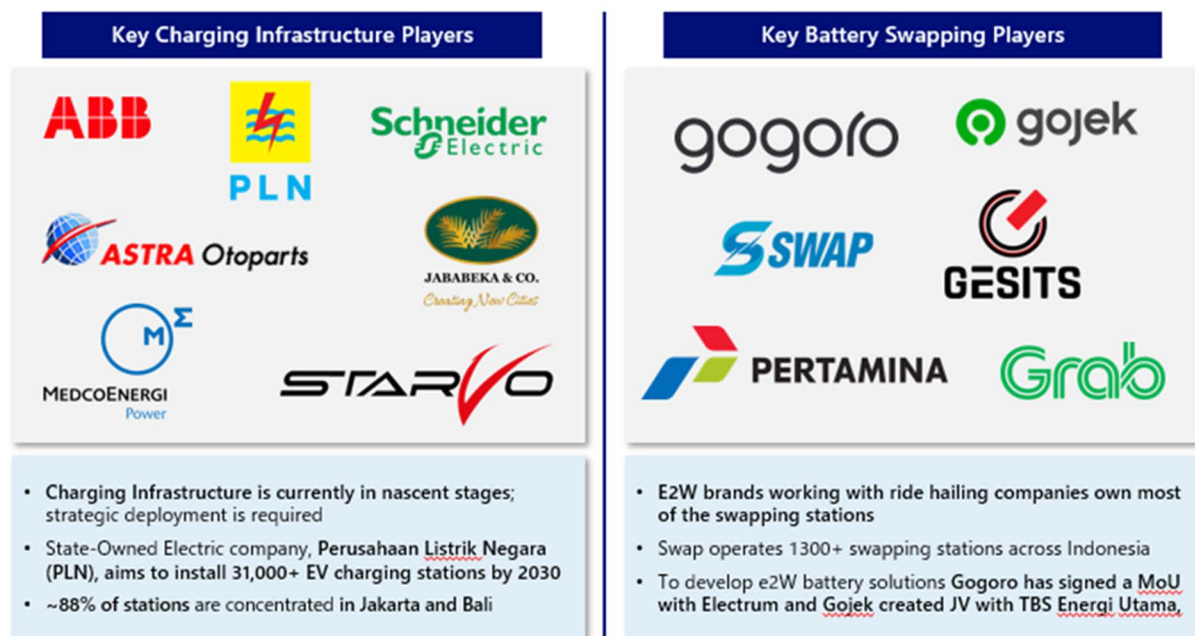 Key Charging Infrastructure Players
ABB
PLN
Schneider
Electric
ASTRA Otoparts
JABABEKA & CO.
Creating New Cities
M Σ
MEDCOENERGI
Power
STARVO
• Charging Infrastructure is currently in nascent stages;
strategic deployment is required
• State-Owned Electric company, Perusahaan Listrik Negara
(PLN), aims to install 31,000+ EV charging stations by 2030
• ~88% of stations are concentrated in Jakarta and Bali
Key Battery Swapping Players
gogoro
gojek
SWAP
GESITS
PERTAMINA
Grab
• E2W brands working with ride hailing companies own most
of the swapping stations
• Swap operates 1300+ swapping stations across Indonesia
• To develop e2W battery solutions Gogoro has signed a MoU
with Electrum and Gojek created JV with TBS Energi Utama,